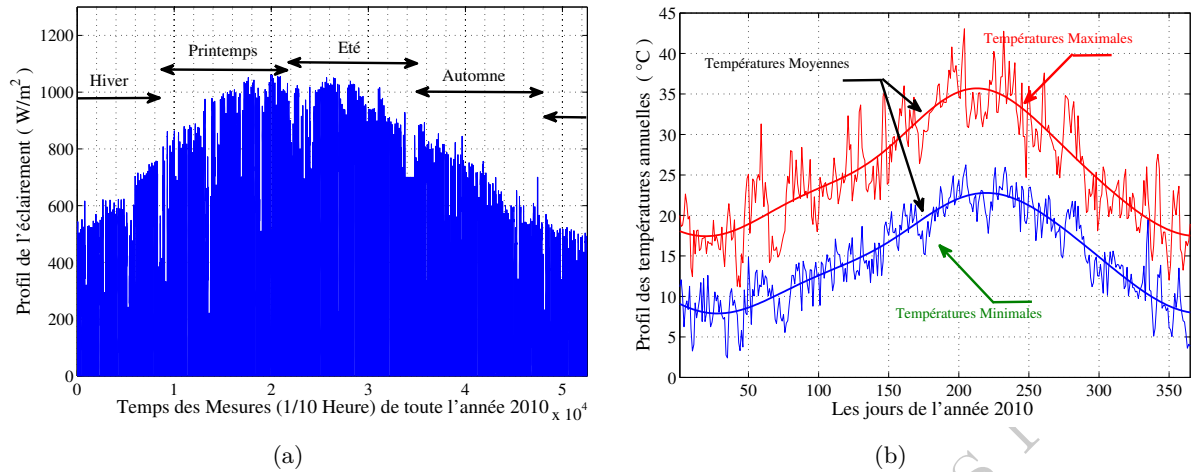 Profil de l'éclairement ( W/m²)
1200
1000
800
600
400
200
0
Hiver
Printemps
Eté
Automne
0 1 2 3 4 5
x 10⁴
Temps des Mesures (1/10 Heure) de toute l'année 2010
(a)
Profil des températures annuelles ( °C)
45
40
35
30
25
20
15
10
5
0
Températures Moyennes
Températures Maximales
Températures Minimales
50 100 150 200 250 300 350
Les jours de l'année 2010
(b)
S T